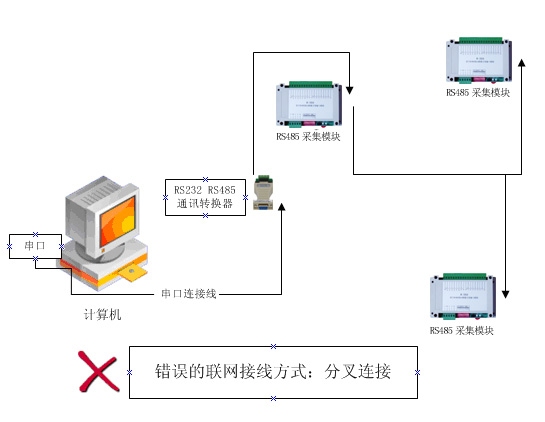 RS485 采集模块
RS485 采集模块
RS232 RS485
通讯转换器
串口
串口连接线
计算机
RS485 采集模块
错误的联网接线方式：分叉连接